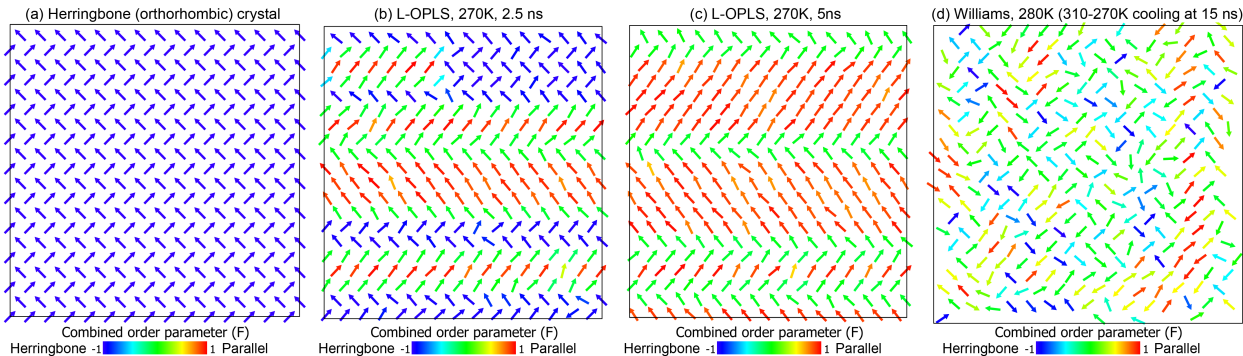 (a) Herringbone (orthorhombic) crystal
(b) L-OPLS, 270K, 2.5 ns
(c) L-OPLS, 270K, 5ns
(d) Williams, 280K (310-270K cooling at 15 ns)
Combined order parameter (F)
Herringbone -1 1 Parallel
Combined order parameter (F)
Herringbone -1 1 Parallel
Combined order parameter (F)
Herringbone -1 1 Parallel
Combined order parameter (F)
Herringbone -1 1 Parallel